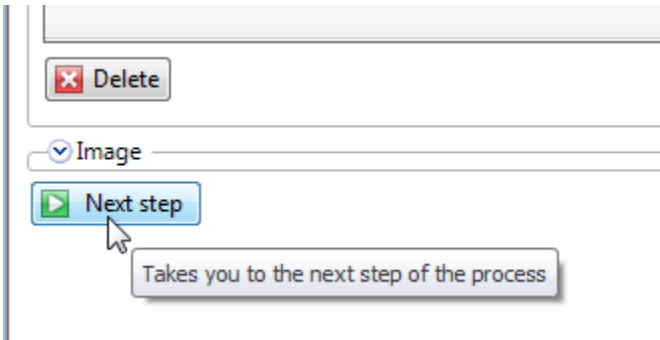 Delete
Image
Next step
Takes you to the next step of the process